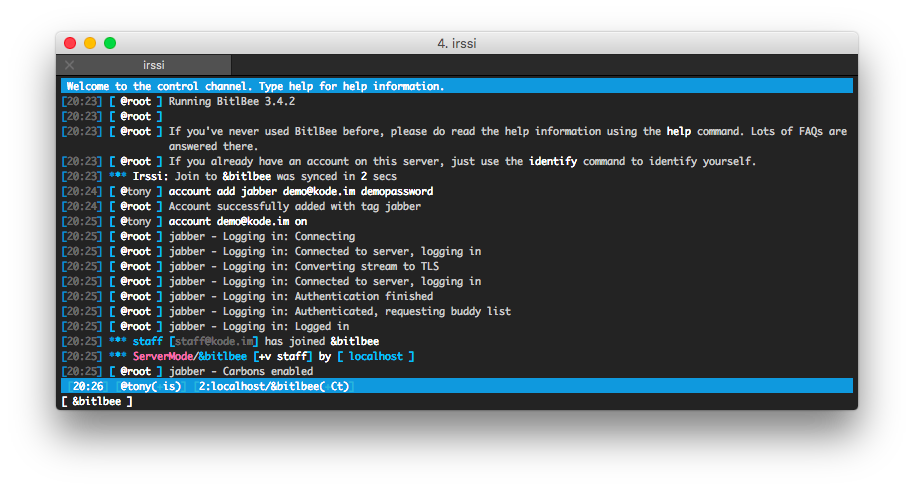 4. irssi
irssi
Welcome to the control channel. Type help for help information.
[20:23] [ @root ] Running BitlBee 3.4.2
[20:23] [ @root ]
[20:23] [ @root ] If you've never used BitlBee before, please do read the help information using the help command. Lots of FAQs are
answered there.
[20:23] [ @root ] If you already have an account on this server, just use the identify command to identify yourself.
[20:23] *** Irssi: Join to &bitlbee was synced in 2 secs
[20:24] [ @tony ] account add jabber demo@kode.im demopassword
[20:24] [ @root ] Account successfully added with tag jabber
[20:25] [ @tony ] account demo@kode.im on
[20:25] [ @root ] jabber - Logging in: Connecting
[20:25] [ @root ] jabber - Logging in: Connected to server, logging in
[20:25] [ @root ] jabber - Logging in: Converting stream to TLS
[20:25] [ @root ] jabber - Logging in: Connected to server, logging in
[20:25] [ @root ] jabber - Logging in: Authentication finished
[20:25] [ @root ] jabber - Logging in: Authenticated, requesting buddy list
[20:25] [ @root ] jabber - Logging in: Logged in
[20:25] *** staff [staff@kode.im] has joined &bitlbee
[20:25] *** ServerMode/&bitlbee [+v staff] by [ localhost ]
[20:25] [ @root ] jabber - Carbons enabled
[20:26] [@tony(+is)] [2:localhost/&bitlbee(+Ct)]
[ &bitlbee ]